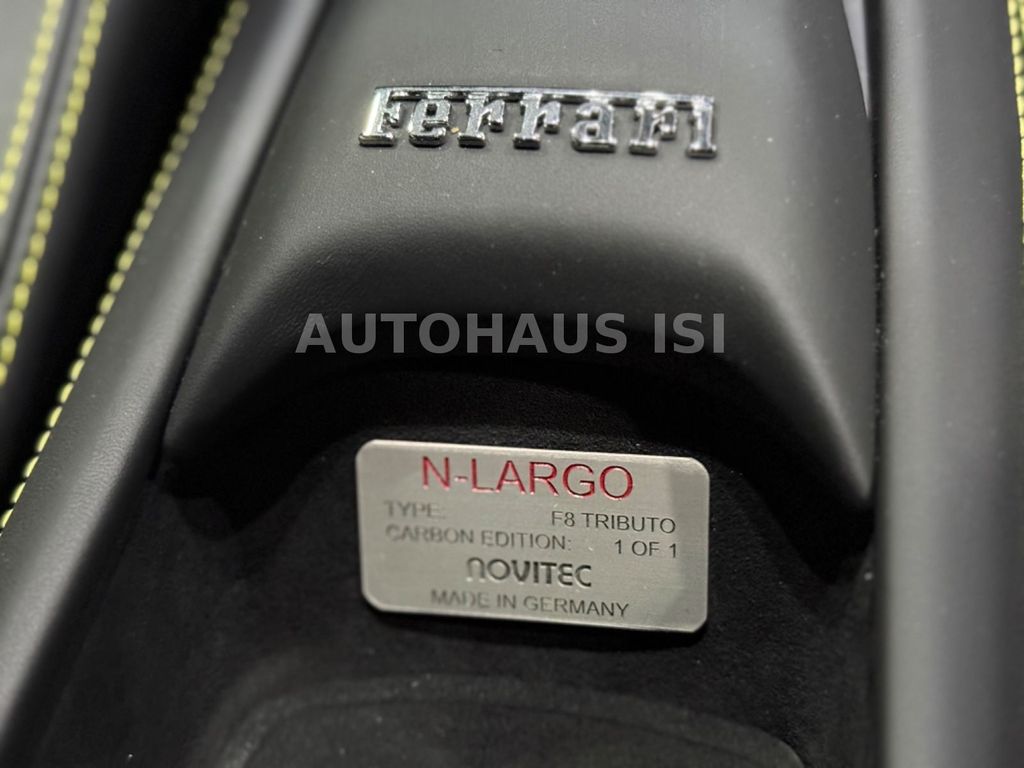 Ferrari
AUTOHAUS ISI
N-LARGO
TYPE: F8 TRIBUTO
CARBON EDITION: 1 OF 1
NOVITEC
MADE IN GERMANY